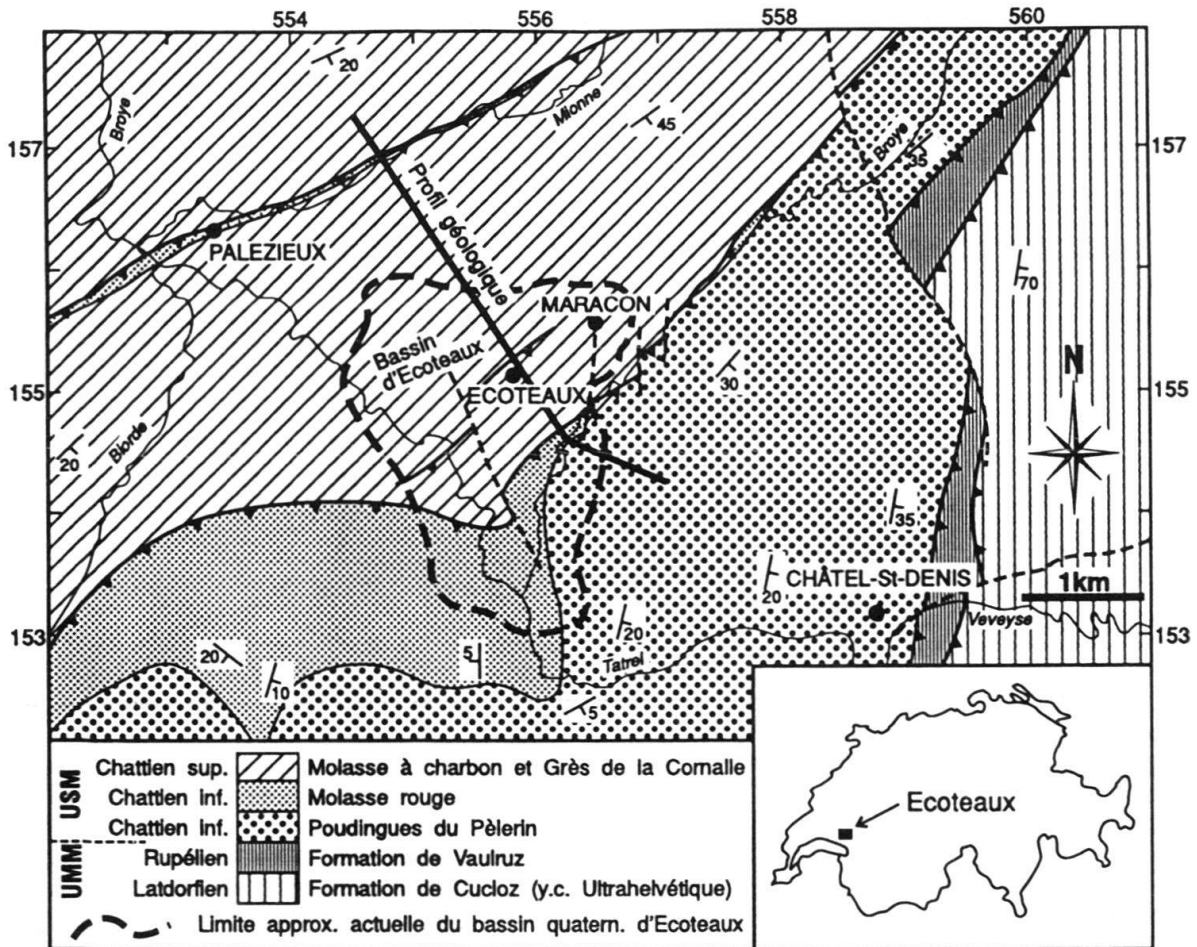 554 556 558 560
20
Broye
Mionne
45
157 157
Broye
35
Profil géologique
PALEZIEUX
70
MARACON
Bassin
d'Ecoteaux
N
30
155 ECOTEAUX 155
20
Biorde
35
CHÂTEL-St-DENIS
1km
20
Veveyse
153 20 153
20
5
Tatrel
10
5
Chattien sup. Molasse à charbon et Grès de la Cornalle
USM
Chattien inf. Molasse rouge
Chattien inf. Poudingues du Pèlerin
UMM
Rupélien Formation de Vaulruz
Latdorfien Formation de Cucloz (y.c. Ultrahelvétique)
Limite approx. actuelle du bassin quatern. d'Ecoteaux
Ecoteaux